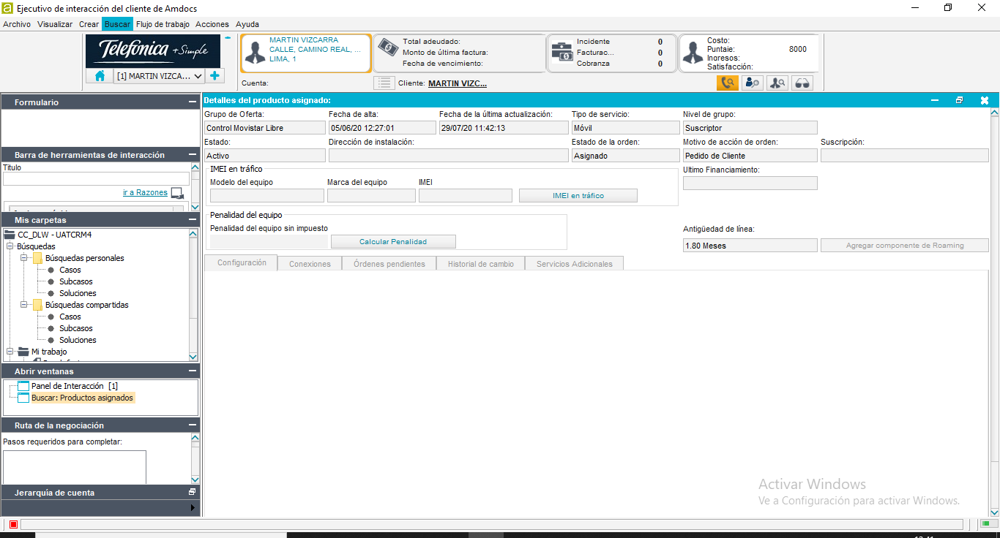 Ejecutivo de interacción del cliente de Amdocs
Archivo Visualizar Crear Buscar Flujo de trabajo Acciones Ayuda
Telefónica +Simple
[1] MARTIN VIZCA...
MARTIN VIZCARRA
CALLE, CAMINO REAL, ...
LIMA, 1
Total adeudado:
Monto de última factura:
Fecha de vencimiento:
Incidente 0
Facturac... 0
Cobranza 0
Costo:
Puntaie: 8000
Inoresos:
Satisfacción:
Cuenta:
Cliente: MARTIN VIZC...
Formulario
Barra de herramientas de interacción
Titulo
ir a Razones
Mis carpetas
CC_DLW - UATCRM4
Búsquedas
Búsquedas personales
Casos
Subcasos
Soluciones
Búsquedas compartidas
Casos
Subcasos
Soluciones
Mi trabajo
Abrir ventanas
Panel de Interacción [1]
Buscar: Productos asignados
Ruta de la negociación
Pasos requeridos para completar:
Jerarquía de cuenta
Detalles del producto asignado:
Grupo de Oferta: Fecha de alta: Fecha de la última actualización: Tipo de servicio: Nivel de grupo:
Control Movistar Libre 05/06/20 12:27:01 29/07/20 11:42:13 Móvil Suscriptor
Estado: Dirección de instalación: Estado de la orden: Motivo de acción de orden: Suscripción:
Activo Asignado Pedido de Cliente
IMEI en tráfico
Ultimo Financiamiento:
Modelo del equipo Marca del equipo IMEI
IMEI en tráfico
Penalidad del equipo
Penalidad del equipo sin impuesto
Calcular Penalidad
Antigüedad de línea:
1.80 Meses
Agregar componente de Roaming
Configuración Conexiones Órdenes pendientes Historial de cambio Servicios Adicionales
Activar Windows
Ve a Configuración para activar Windows.